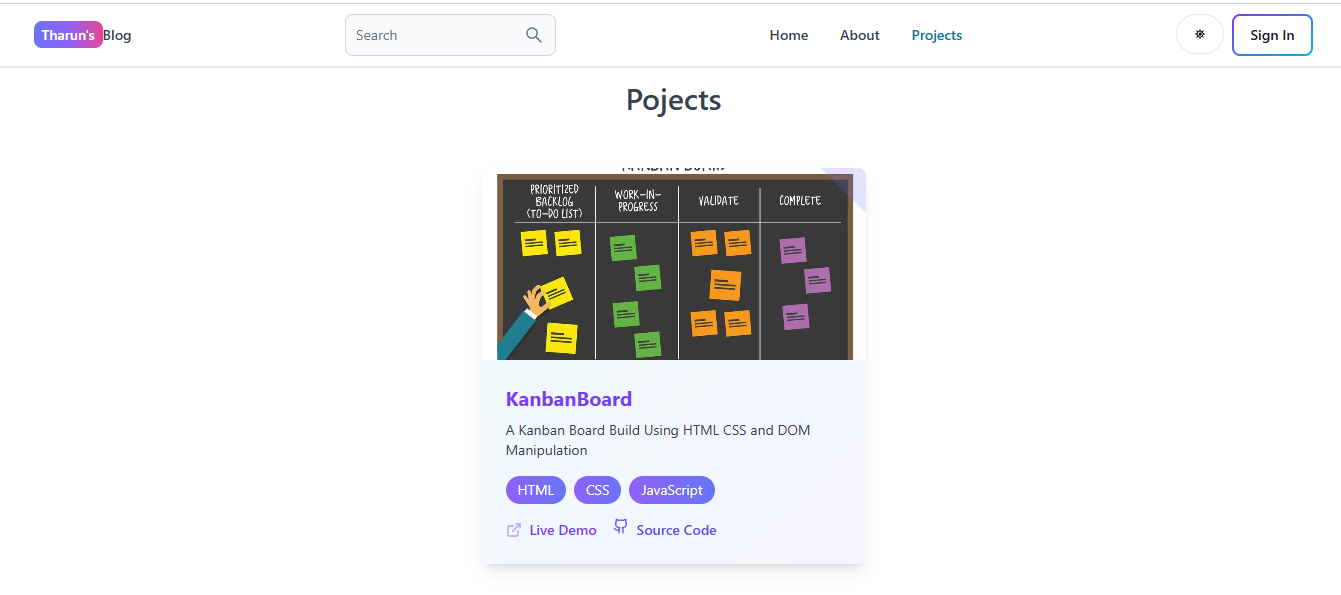 Tharun's Blog
Search
Home
About
Projects
Sign In
Pojects
KANBAN BOARD
PRIORITIZED
BACKLOG
(TO-DO LIST)
WORK-IN-
PROGRESS
VALIDATE
COMPLETE
KanbanBoard
A Kanban Board Build Using HTML CSS and DOM
Manipulation
HTML
CSS
JavaScript
Live Demo
Source Code